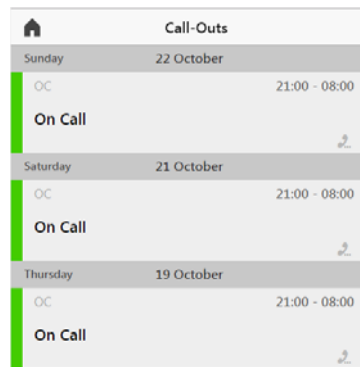 Call-Outs
Sunday 22 October
OC 21:00 - 08:00
On Call
Saturday 21 October
OC 21:00 - 08:00
On Call
Thursday 19 October
OC 21:00 - 08:00
On Call